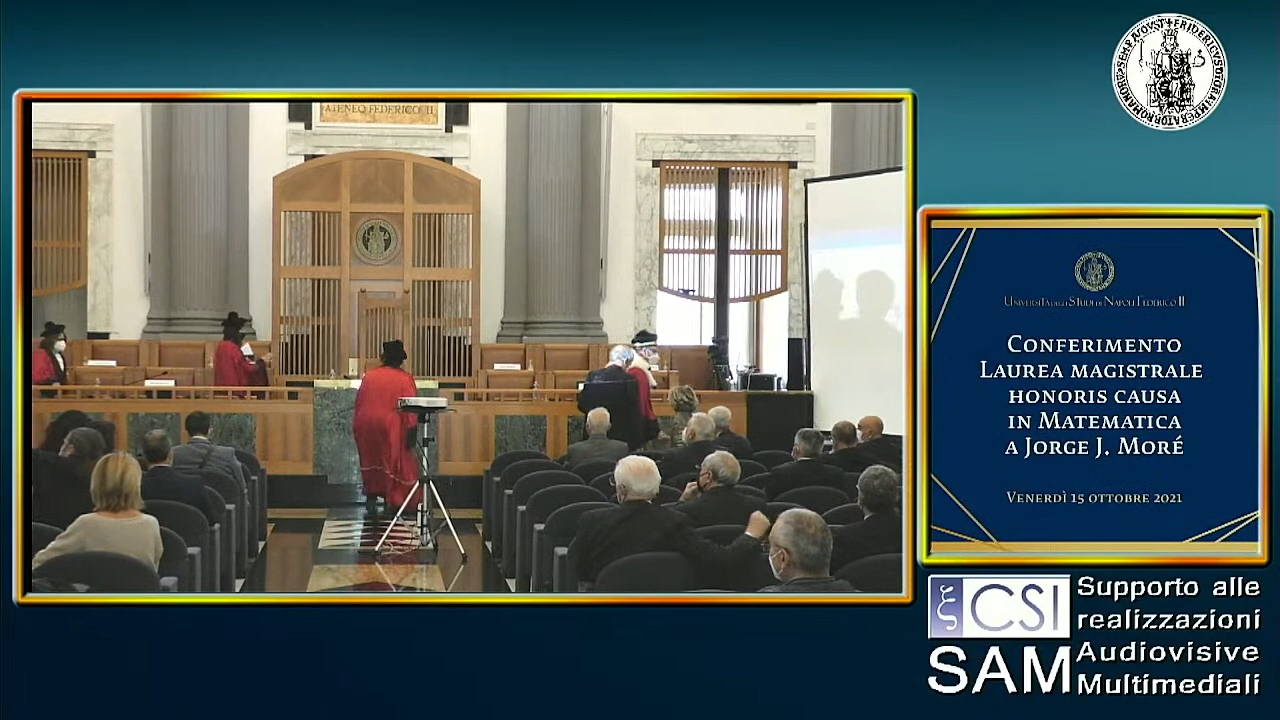 ATENEO FEDERICO II
Università degli Studi di Napoli Federico II
Conferimento
Laurea magistrale
honoris causa
in Matematica
a Jorge J. Moré
Venerdì 15 ottobre 2021
CSI
SAM
Supporto alle
realizzazioni
Audiovisive
Multimediali